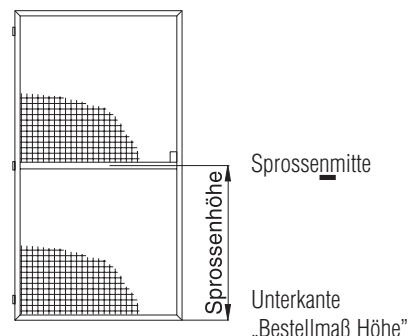 Sprossenmitte
Sprossenhöhe
Unterkante
„Bestellmaß Höhe”